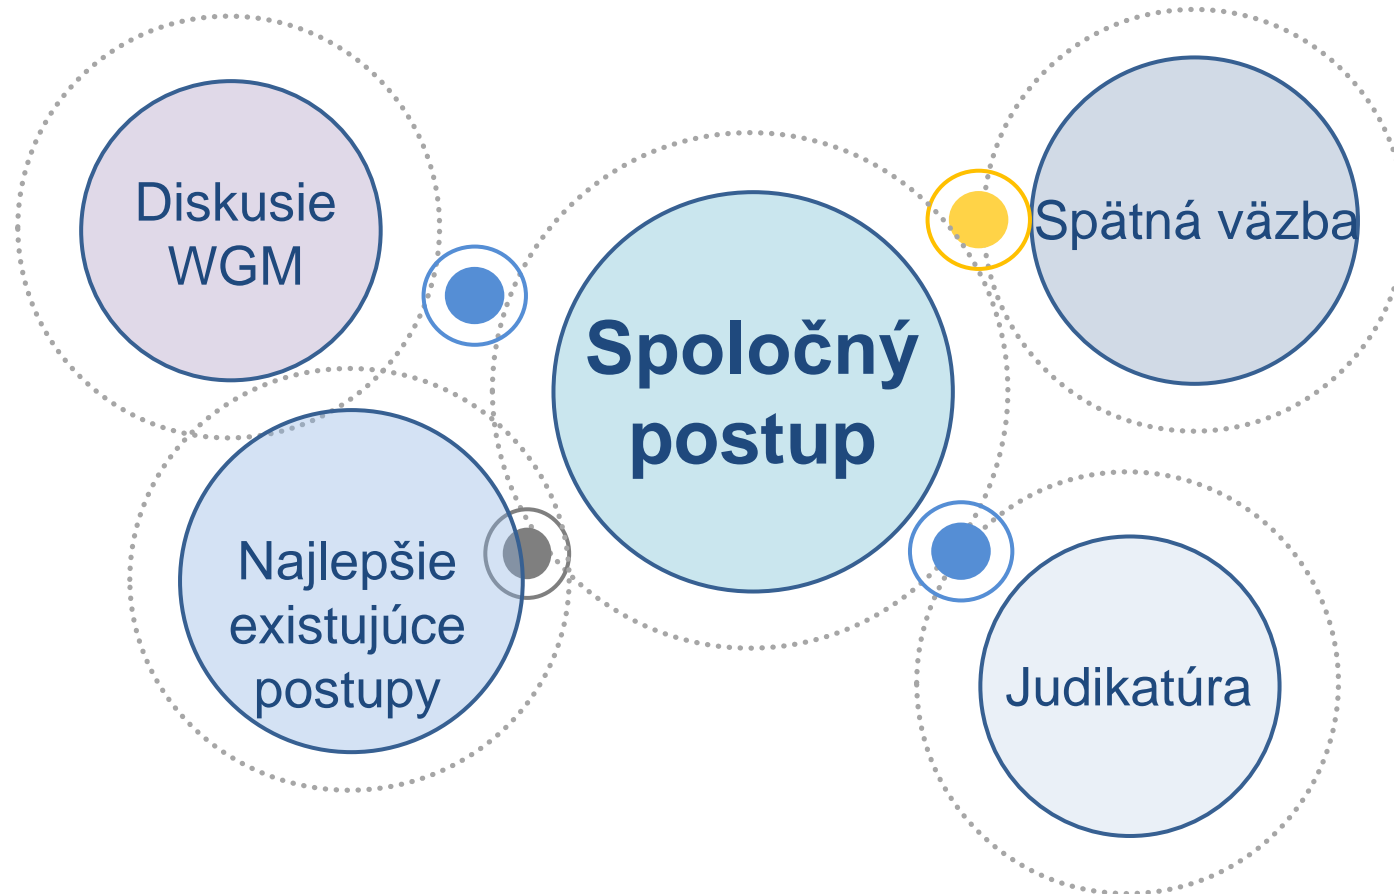 Diskusie
WGM
Spätná väzba
Spoločný
postup
Najlepšie
existujúce
postupy
Judikatúra